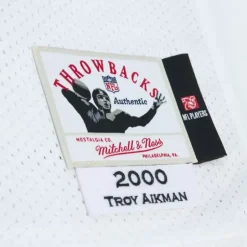 THROWBACKS
NFL
Authentic
NOSTALGIA CO.
Mitchell & Ness
PHILADELPHIA, PA.
NFL PLAYERS
2000
TROY AIKMAN